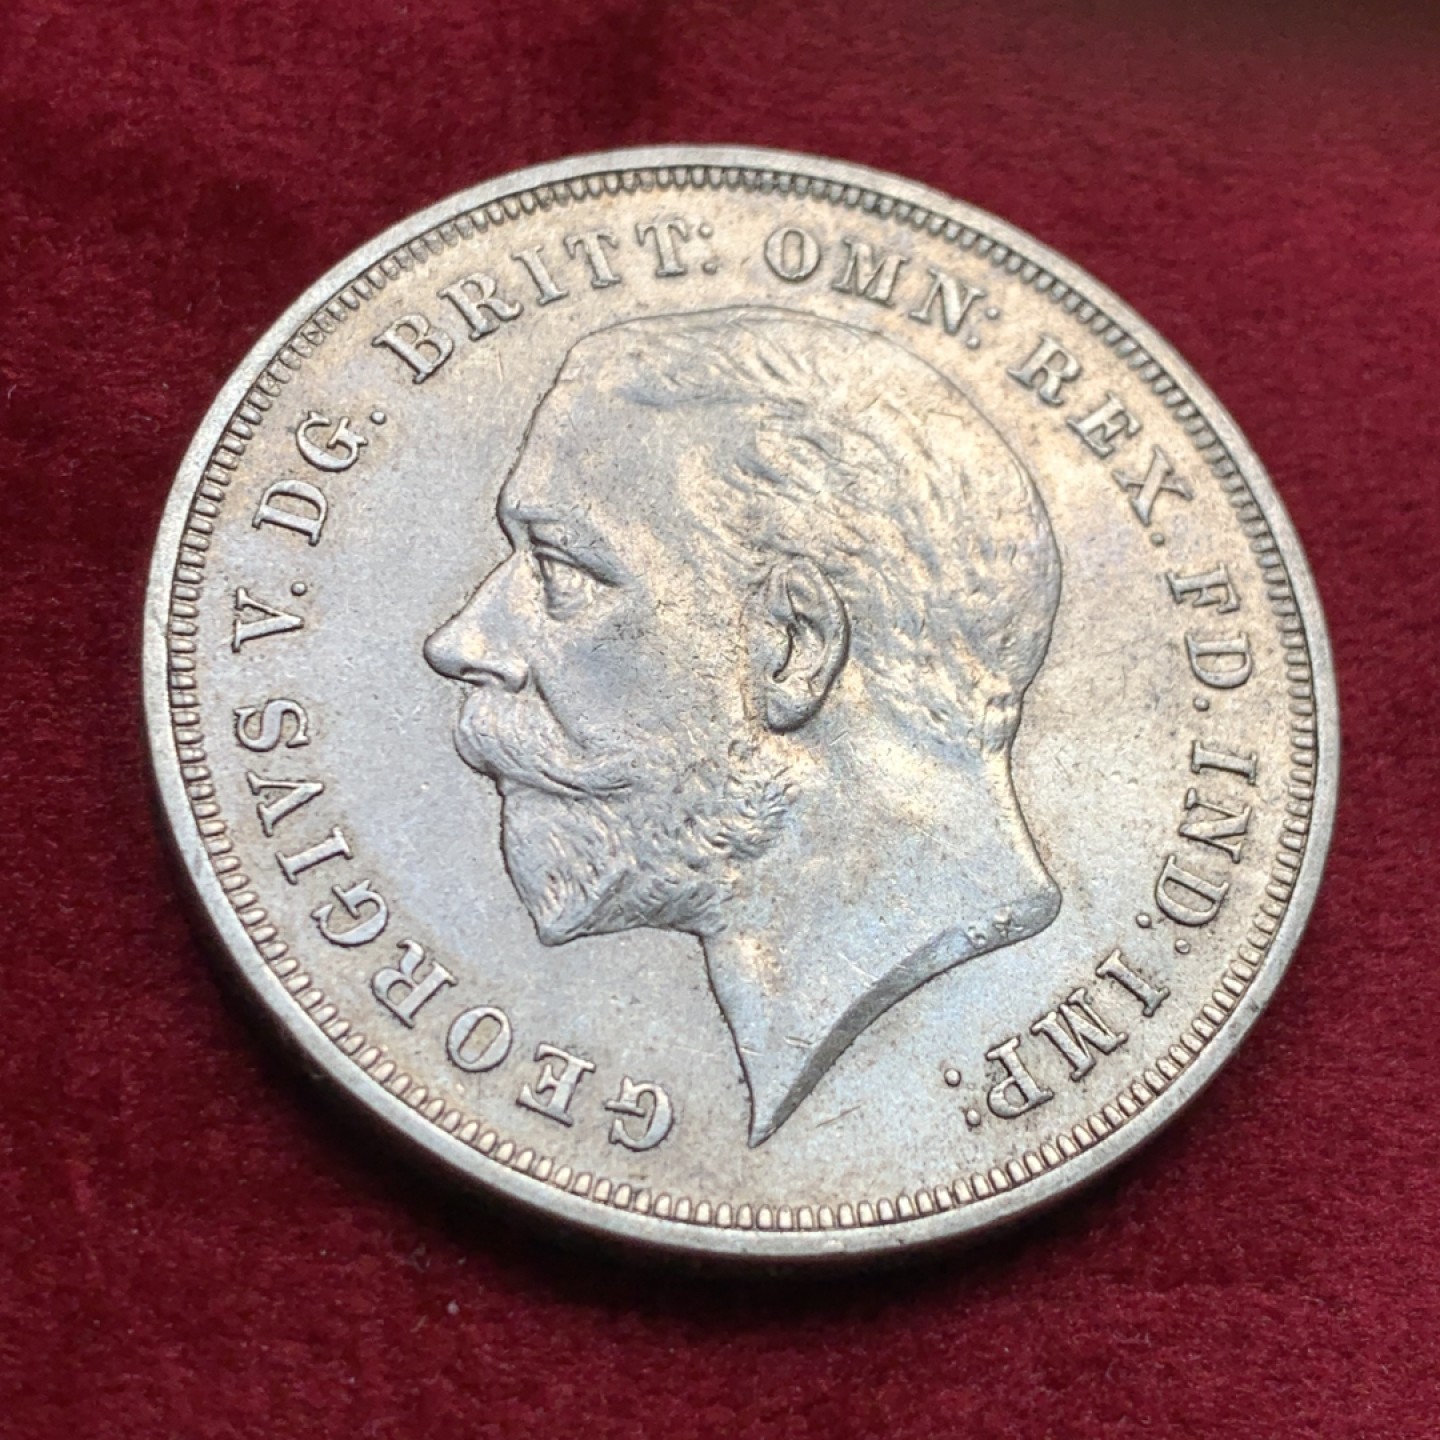 GEORGIVS V. DG. BRITT: OMN: REX. FD. IND: IMP: